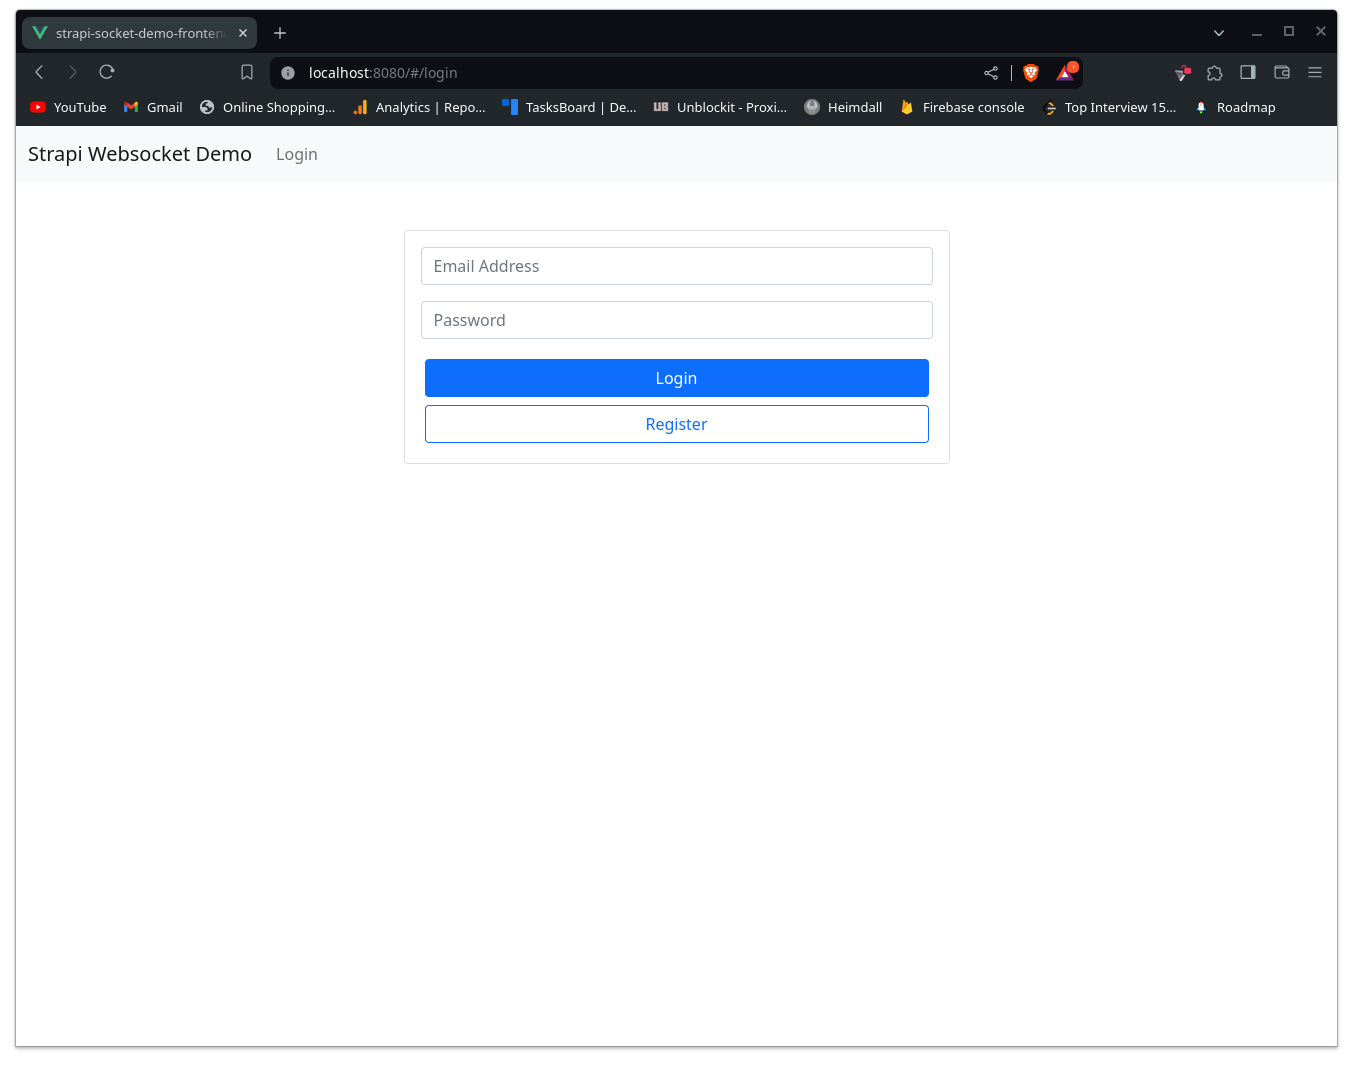 strapi-socket-demo-fronten
localhost:8080/#/login
YouTube Gmail Online Shopping... Analytics | Repo... TasksBoard | De... UB Unblockit - Proxi... Heimdall Firebase console Top Interview 15... Roadmap
Strapi Websocket Demo Login
Email Address
Password
Login
Register